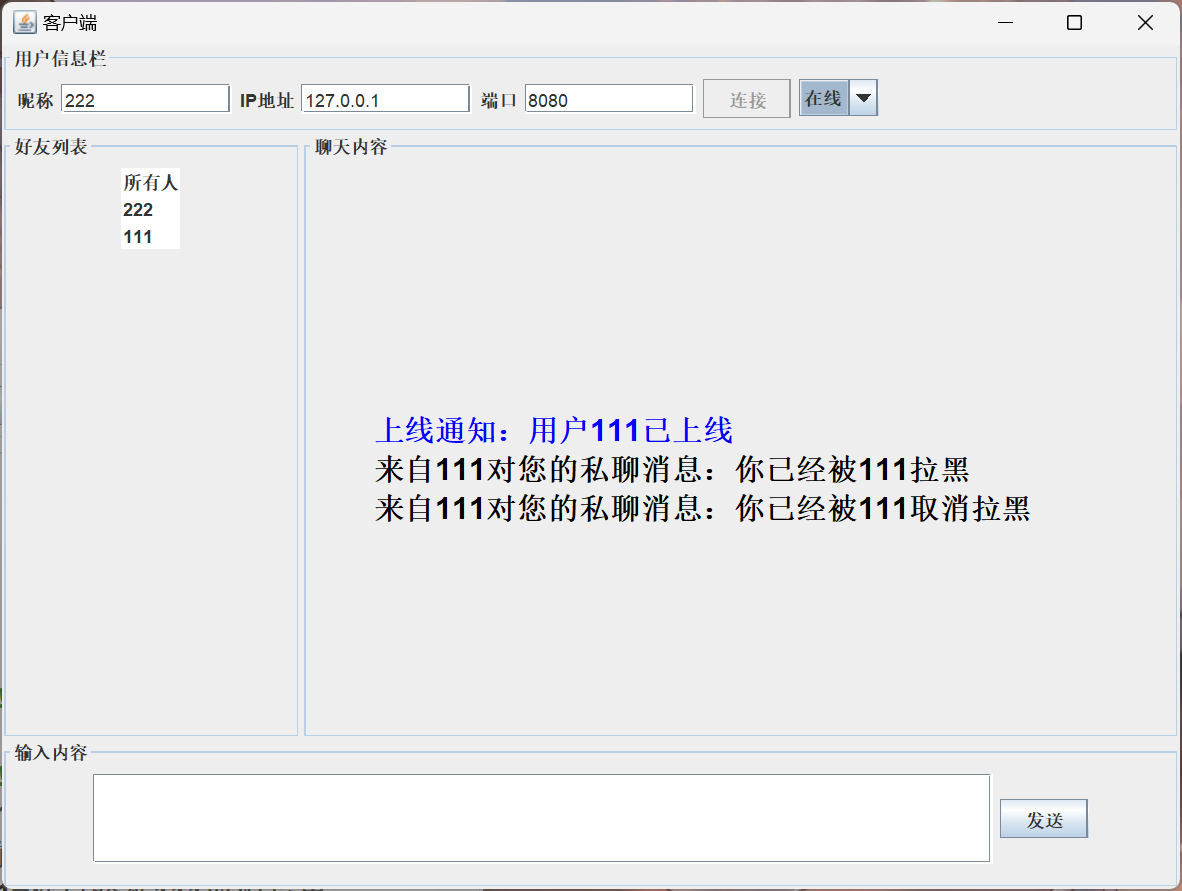 客户端
用户信息栏
昵称 222 IP地址 127.0.0.1 端口 8080 连接 在线
好友列表
所有人
222
111
聊天内容
上线通知：用户111已上线
来自111对您的私聊消息：你已经被111拉黑
来自111对您的私聊消息：你已经被111取消拉黑
输入内容
发送